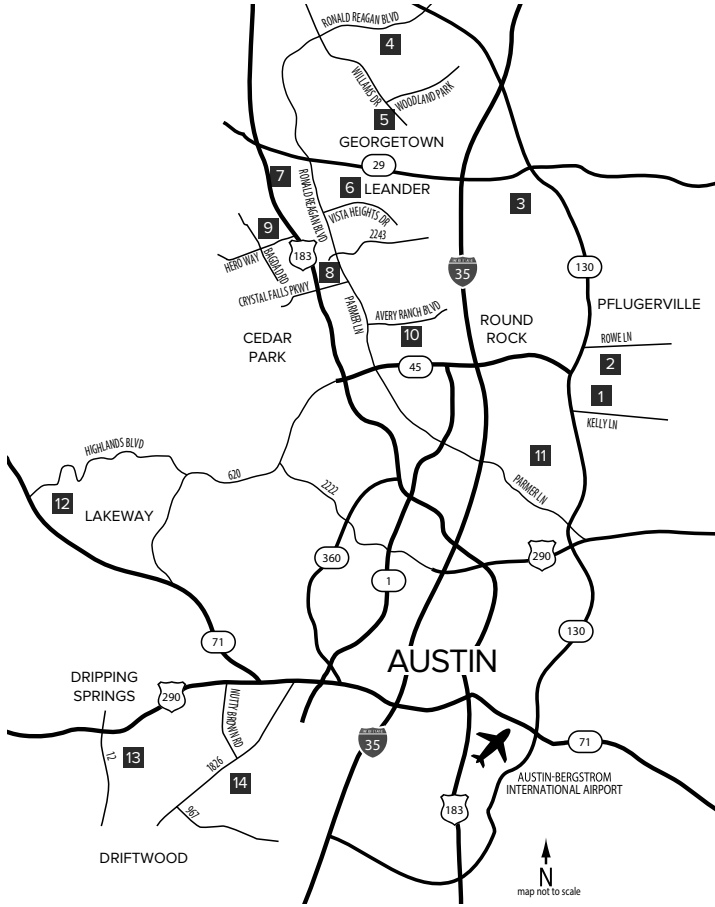 RONALD REAGAN BLVD
4
WILLAMS DR
WOODLAND PARK
5
GEORGETOWN
29
7
6
LEANDER
RONALD REAGAN BLVD
3
VISTA HEIGHTS DR
9
2243
HERO WAY
BAGDAD RD
183
8
35
130
CRYSTAL FALLS PKWY
PARMER LN
AVERY RANCH BLVD
PFLUGERVILLE
10
ROUND
ROCK
CEDAR
PARK
ROWE LN
2
45
1
KELLY LN
HIGHLANDS BLVD
11
620
2222
PARMER LN
12
LAKEWAY
360
290
1
71
130
AUSTIN
DRIPPING
SPRINGS
290
NUTTY BROWN RD
12
13
1826
14
35
71
AUSTIN-BERGSTROM
INTERNATIONAL AIRPORT
967
183
DRIFTWOOD
N
map not to scale